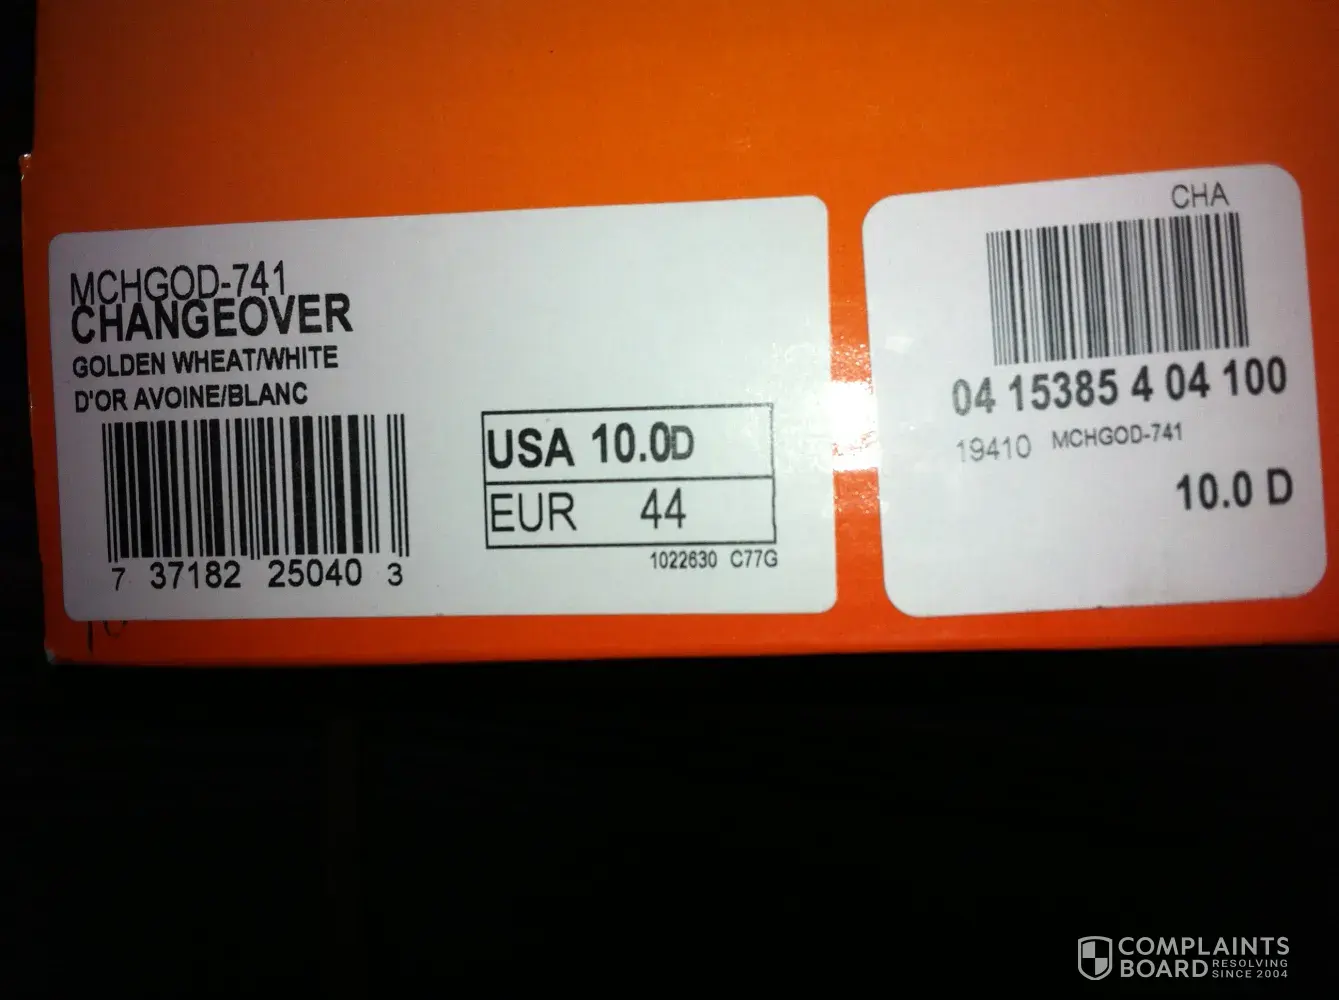 MCHGOD-741
CHANGEOVER
GOLDEN WHEAT/WHITE
D'OR AVOINE/BLANC
7 37182 25040 3
USA 10.0D
EUR 44
1022630 C77G
CHA
04 15385 4 04 100
19410 MCHGOD-741
10.0 D
COMPLAINTS
BOARD RESOLVING
SINCE 2004